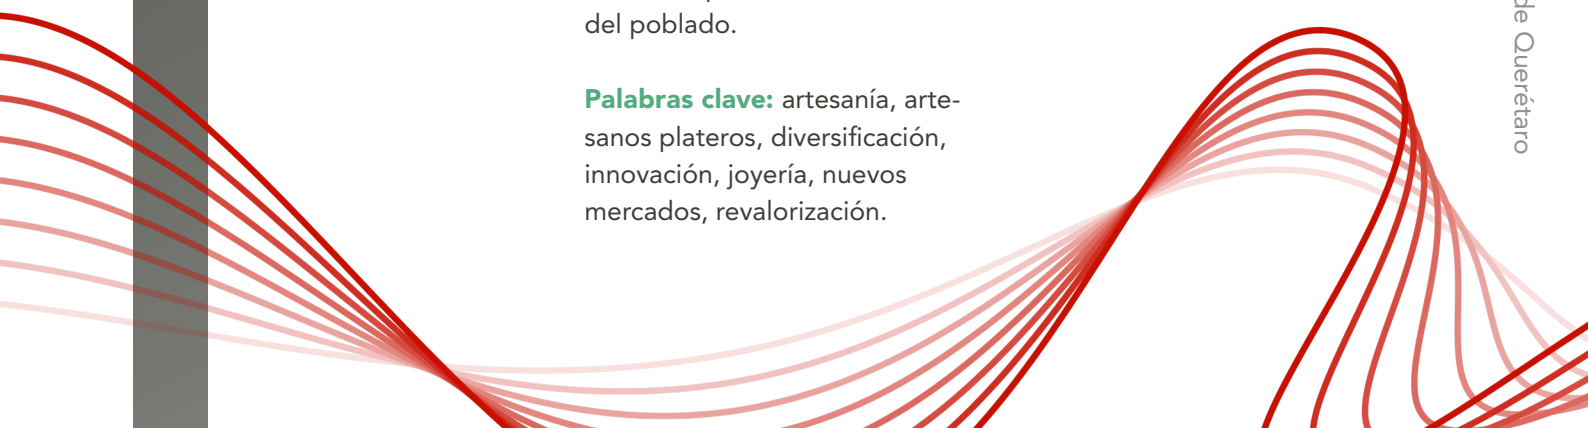 del poblado.
Palabras clave: artesanía, arte-
sanos plateros, diversificación,
innovación, joyería, nuevos
mercados, revalorización.
de Querétaro